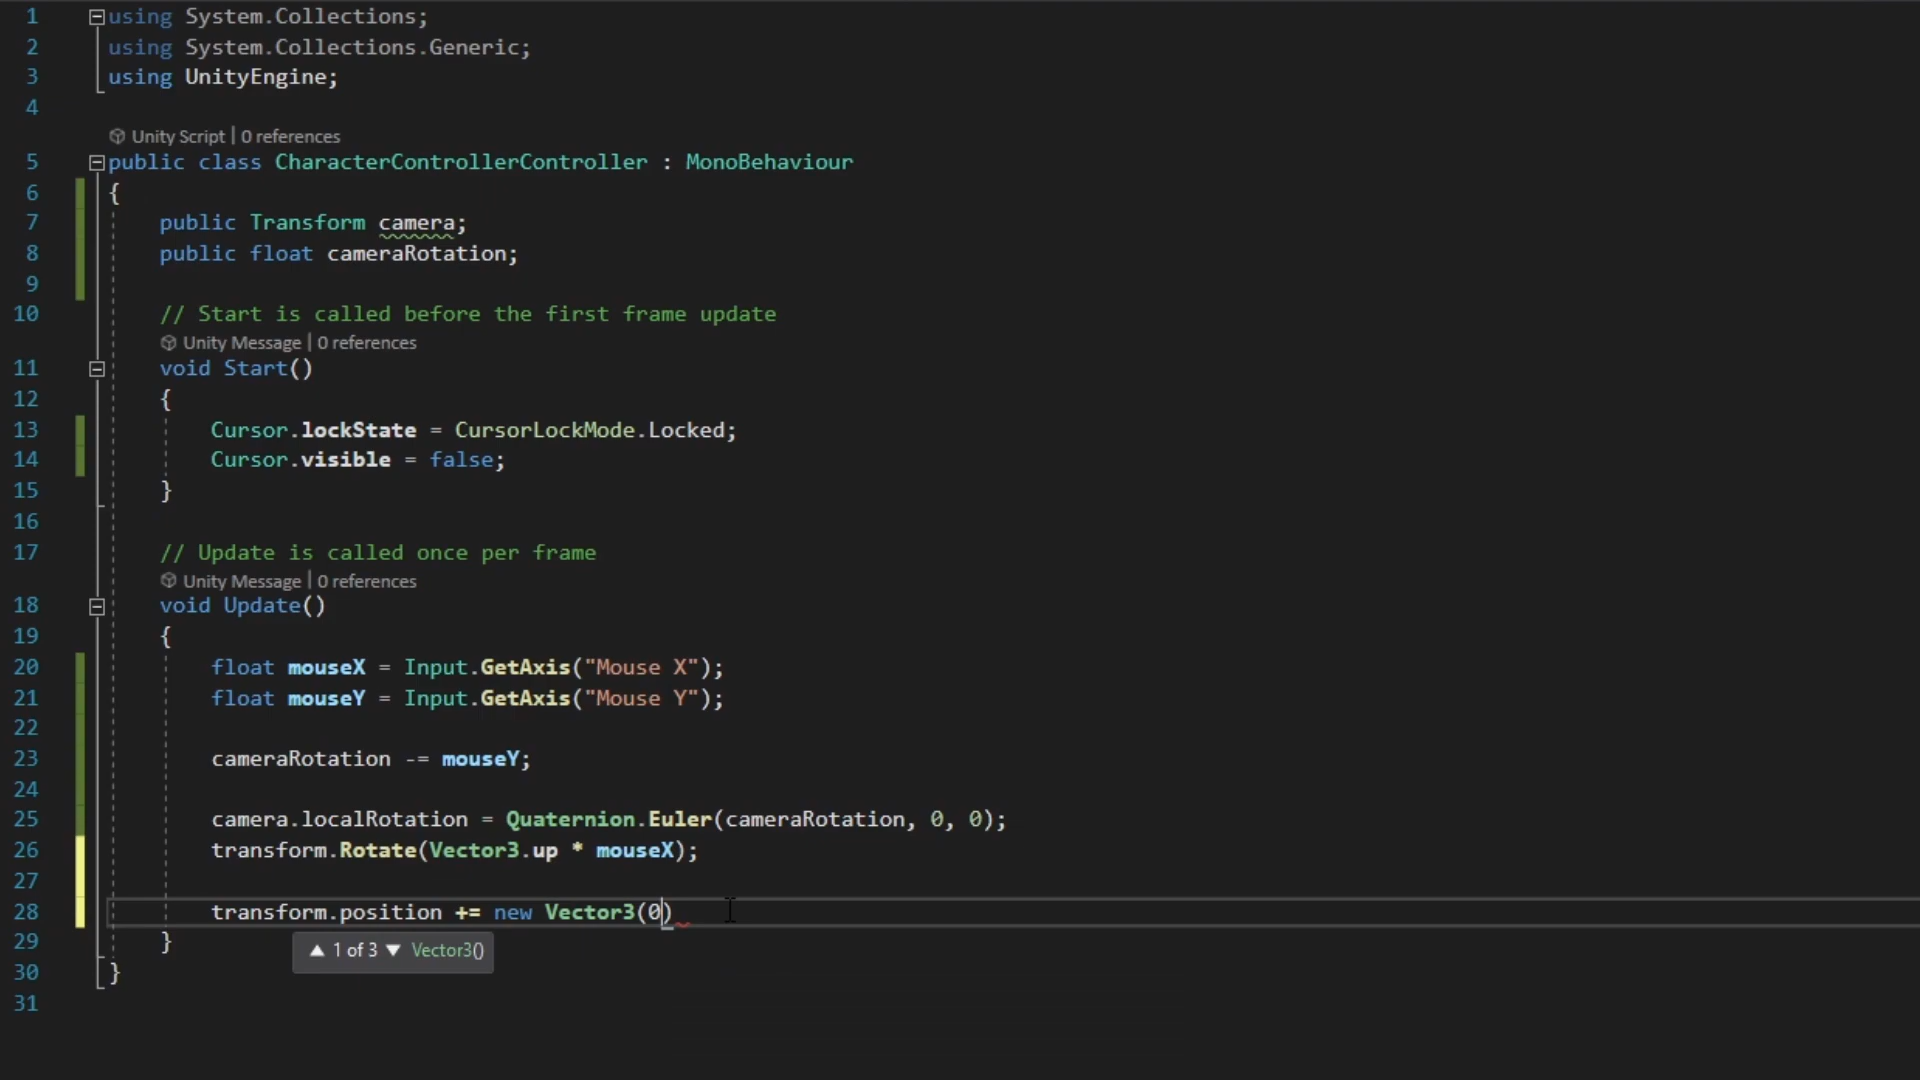 1 using System.Collections;
2 using System.Collections.Generic;
3 using UnityEngine;
4
Unity Script | 0 references
5 public class CharacterControllerController : MonoBehaviour
6 {
7 public Transform camera;
8 public float cameraRotation;
9
10 // Start is called before the first frame update
Unity Message | 0 references
11 void Start()
12 {
13 Cursor.lockState = CursorLockMode.Locked;
14 Cursor.visible = false;
15 }
16
17 // Update is called once per frame
Unity Message | 0 references
18 void Update()
19 {
20 float mouseX = Input.GetAxis("Mouse X");
21 float mouseY = Input.GetAxis("Mouse Y");
22
23 cameraRotation -= mouseY;
24
25 camera.localRotation = Quaternion.Euler(cameraRotation, 0, 0);
26 transform.Rotate(Vector3.up * mouseX);
27
28 transform.position += new Vector3(0)
29 }
▲ 1 of 3 ▼ Vector3()
30 }
31